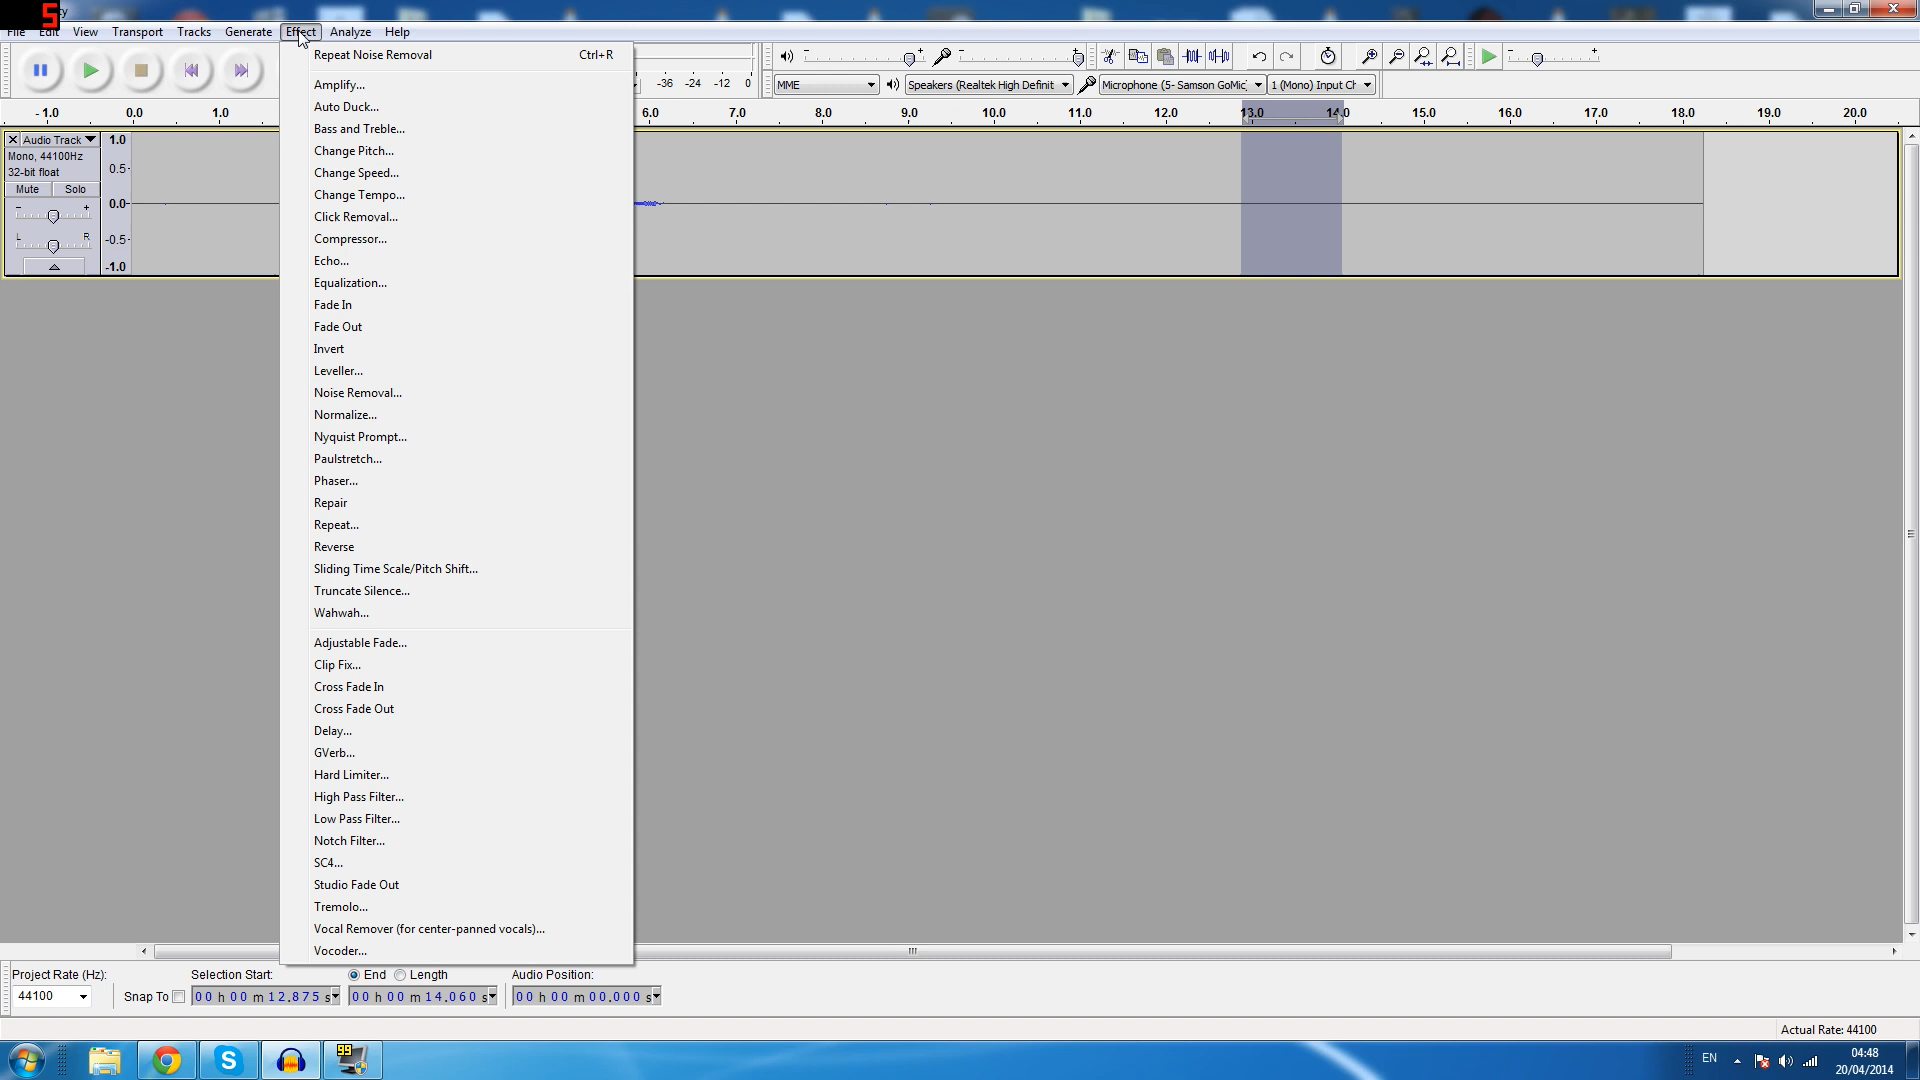 5 ty
File Edit View Transport Tracks Generate Effect Analyze Help
Repeat Noise Removal Ctrl+R
Amplify...
Auto Duck...
Bass and Treble...
Change Pitch...
Change Speed...
Change Tempo...
Click Removal...
Compressor...
Echo...
Equalization...
Fade In
Fade Out
Invert
Leveller...
Noise Removal...
Normalize...
Nyquist Prompt...
Paulstretch...
Phaser...
Repair
Repeat...
Reverse
Sliding Time Scale/Pitch Shift...
Truncate Silence...
Wahwah...
Adjustable Fade...
Clip Fix...
Cross Fade In
Cross Fade Out
Delay...
GVerb...
Hard Limiter...
High Pass Filter...
Low Pass Filter...
Notch Filter...
SC4...
Studio Fade Out
Tremolo...
Vocal Remover (for center-panned vocals)...
Vocoder...
-36 -24 -12 0
MME Speakers (Realtek High Definit Microphone (5- Samson GoMic) 1 (Mono) Input Ch
-1.0 0.0 1.0 6.0 7.0 8.0 9.0 10.0 11.0 12.0 13.0 14.0 15.0 16.0 17.0 18.0 19.0 20.0
Audio Track
Mono, 44100Hz
32-bit float
Mute Solo
- +
L R
1.0
0.5
0.0
-0.5
-1.0
Project Rate (Hz): Selection Start: End Length Audio Position:
44100 Snap To 00 h 00 m 12.875 s 00 h 00 m 14.060 s 00 h 00 m 00.000 s
Actual Rate: 44100
99
EN
04:48
20/04/2014